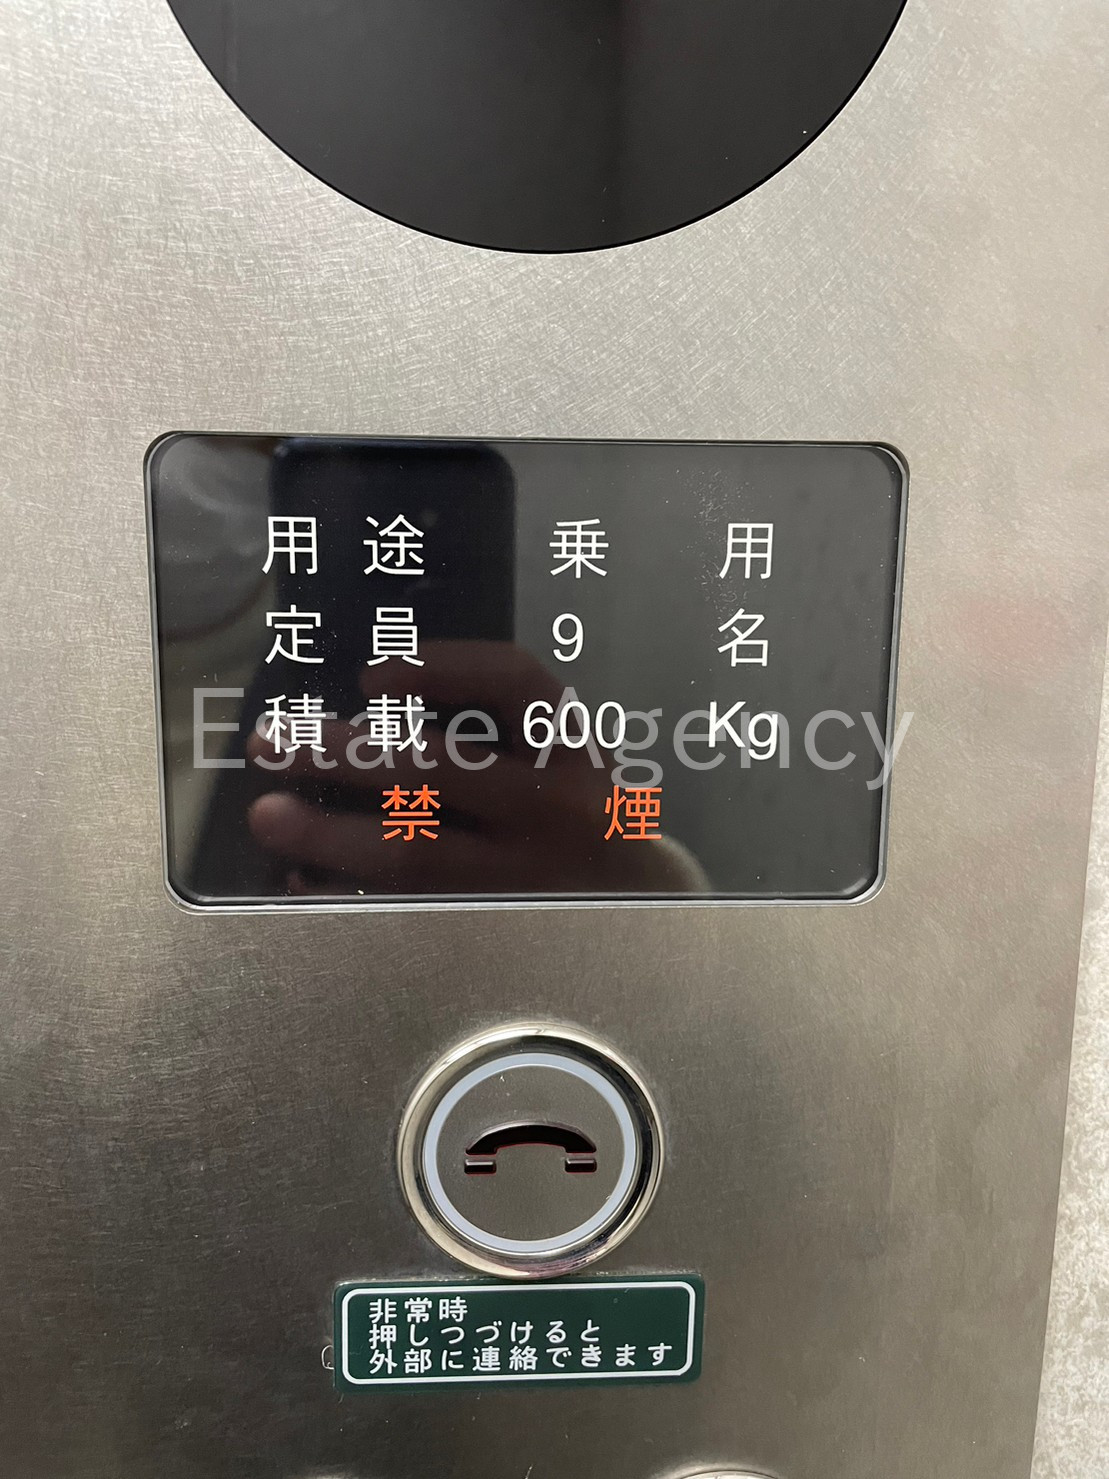 用途 乗用
定員 9 名
積載 600 Kg
Estate Agency
禁煙
非常時
押しつづけると
外部に連絡できます